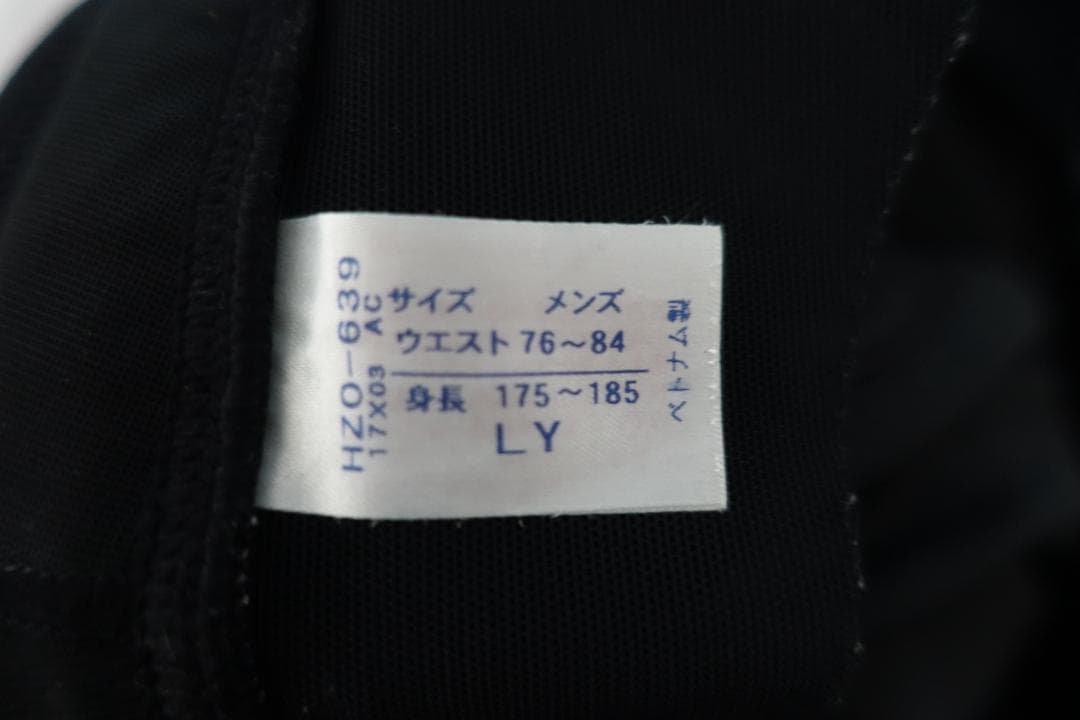 HZO-639
17X03 AC
サイズ メンズ
ウエスト 76～84
身長 175～185
LY
ベトナム製